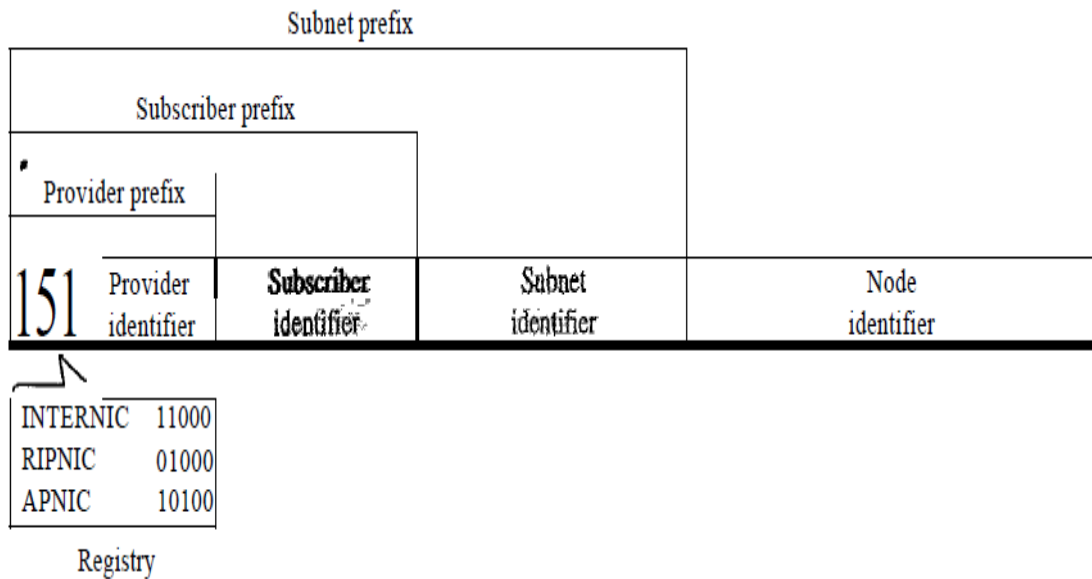 Subnet prefix
Subscriber prefix
Provider prefix
151
Provider
identifier
Subscriber
identifier
Subnet
identifier
Node
identifier
INTERNIC 11000
RIPNIC 01000
APNIC 10100
Registry